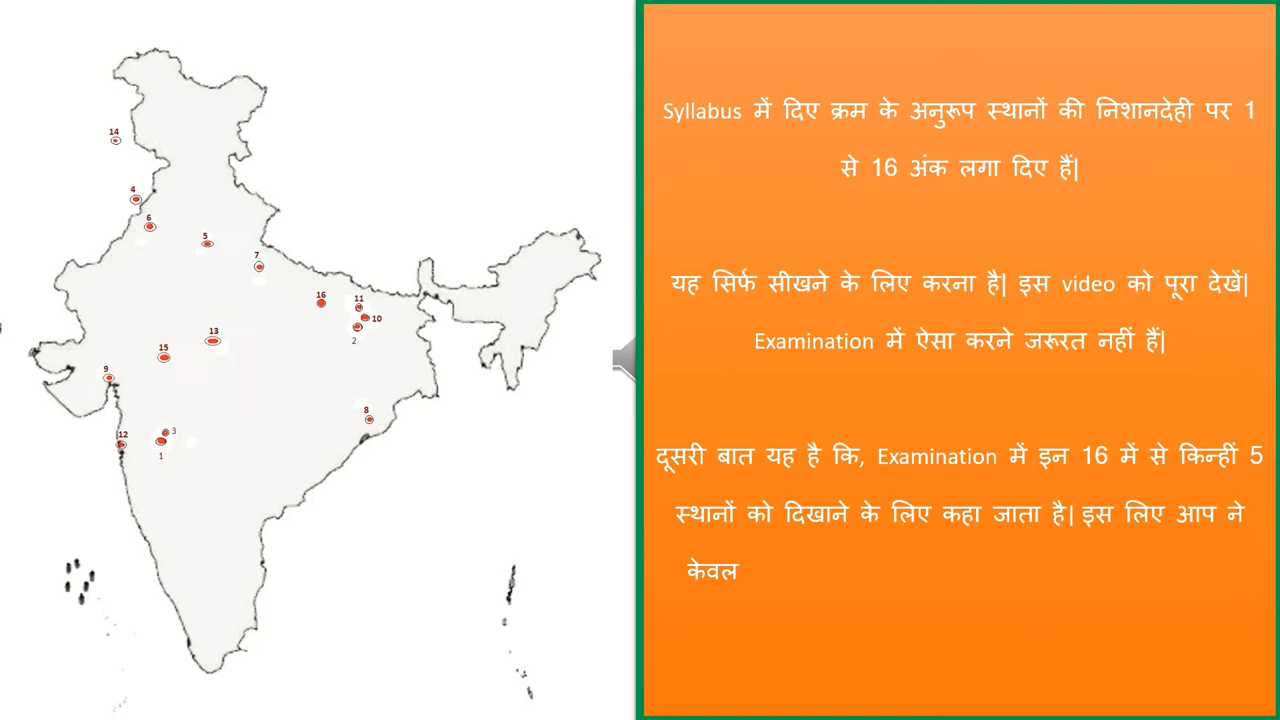 14
4
6
5
7
16
11
10
2
13
15
9
8
12
3
1
Syllabus में दिए क्रम के अनुरूप स्थानों की निशानदेही पर 1
से 16 अंक लगा दिए हैं|
यह सिर्फ सीखने के लिए करना है| इस video को पूरा देखें|
Examination में ऐसा करने जरूरत नहीं हैं|
दूसरी बात यह है कि, Examination में इन 16 में से किन्हीं 5
स्थानों को दिखाने के लिए कहा जाता है| इस लिए आप ने
केवल